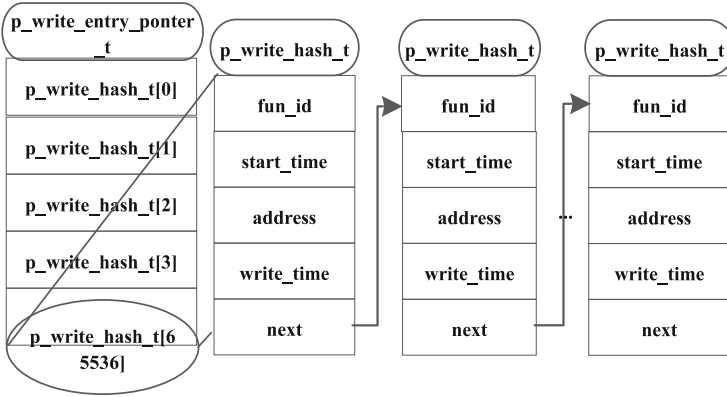 p_write_entry_ponter
_t
p_write_hash_t[0]
p_write_hash_t[1]
p_write_hash_t[2]
p_write_hash_t[3]
p_write_hash_t[6
5536]
p_write_hash_t
fun_id
start_time
address
write_time
next
p_write_hash_t
fun_id
start_time
address
write_time
next
...
p_write_hash_t
fun_id
start_time
address
write_time
next